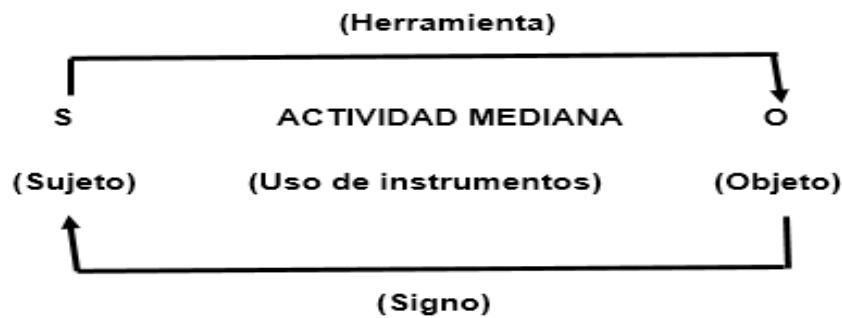 (Herramienta)
S ACTIVIDAD MEDIANA O
(Sujeto) (Uso de instrumentos) (Objeto)
(Signo)